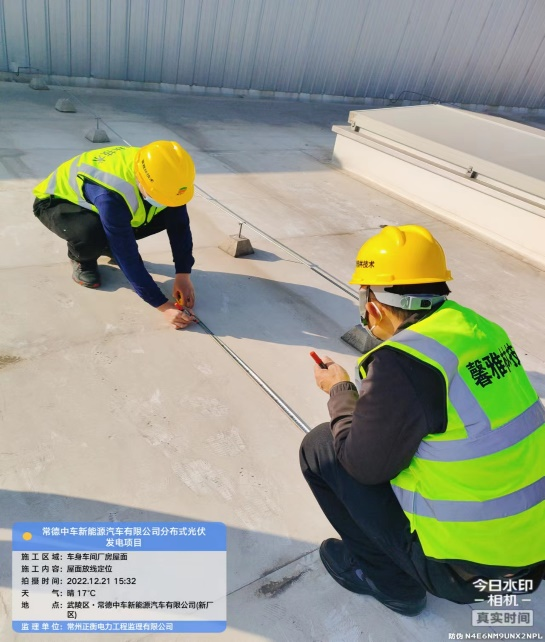 馨雅科技
常德中车新能源汽车有限公司分布式光伏
发电项目
施工区域：车身车间厂房屋面
施工内容：屋面放线定位
拍摄时间：2022.12.21 15:32
天气：晴 17℃
地点：武陵区·常德中车新能源汽车有限公司(新厂
区)
监理单位：常州正衡电力工程监理有限公司
今日水印
-相机-
真实时间
防伪 N4E6NM9UNX2NPL